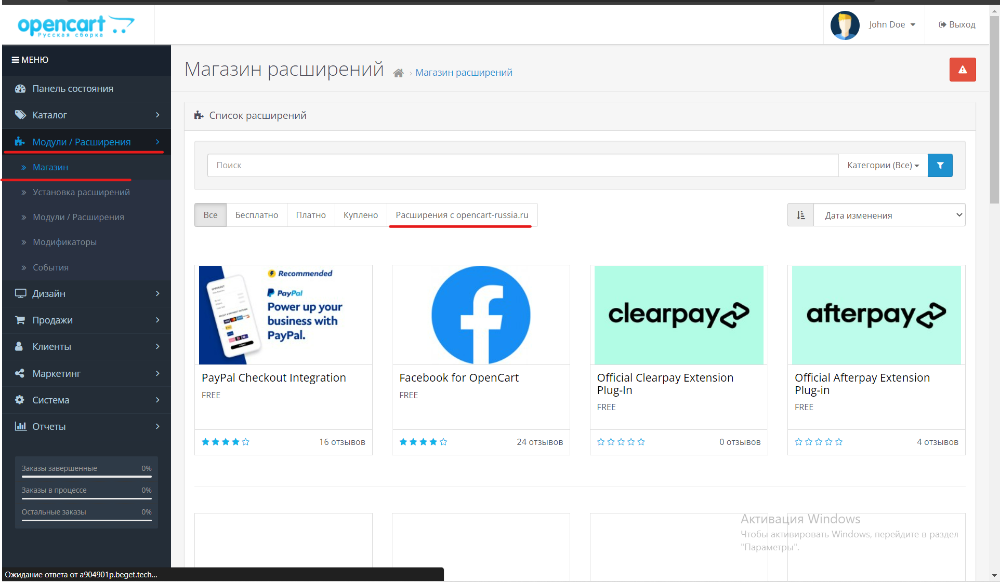 opencart
Русская сборка
John Doe
Выход
МЕНЮ
Панель состояния
Каталог
Модули / Расширения
Магазин
Установка расширений
Модули / Расширения
Модификаторы
События
Дизайн
Продажи
Клиенты
Маркетинг
Система
Отчеты
Заказы завершенные 0%
Заказы в процессе 0%
Остальные заказы 0%
Ожидание ответа от a904901p.beget.tech...
Магазин расширений
› Магазин расширений
Список расширений
Поиск
Категории (Все)
Все Бесплатно Платно Куплено Расширения с opencart-russia.ru
Дата изменения
Recommended
PayPal
Power up your
business with
PayPal.
PayPal Checkout Integration
FREE
16 отзывов
Facebook for OpenCart
FREE
24 отзывов
clearpay
Official Clearpay Extension
Plug-In
FREE
0 отзывов
afterpay
Official Afterpay Extension
Plug-in
FREE
4 отзывов
Активация Windows
Чтобы активировать Windows, перейдите в раздел
"Параметры".